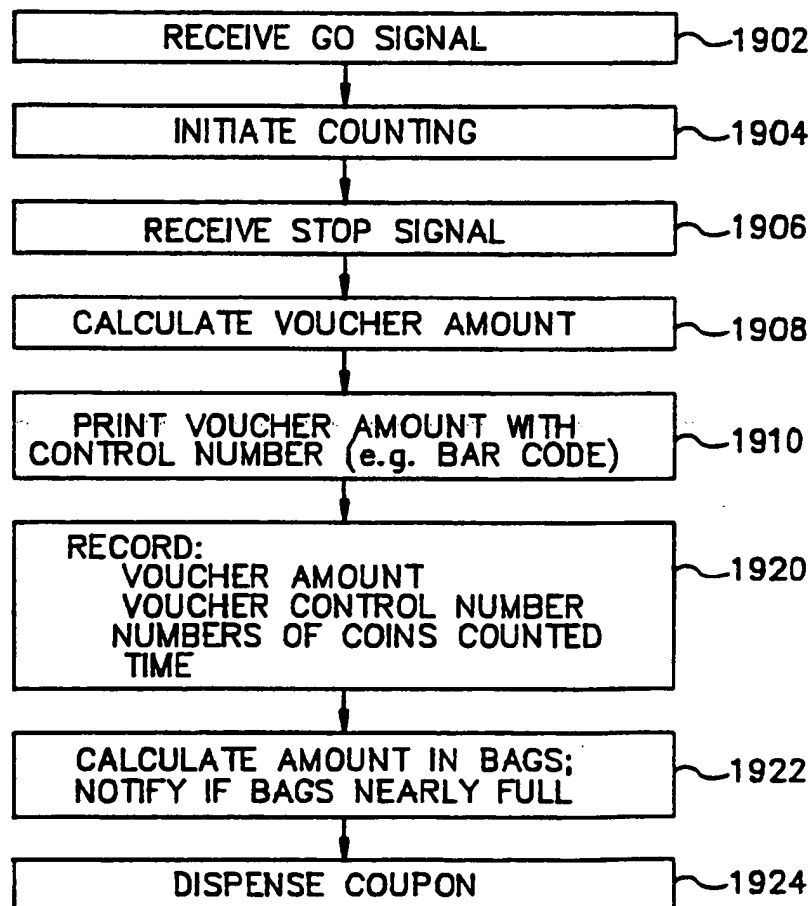 RECEIVE GO SIGNAL 1902
INITIATE COUNTING 1904
RECEIVE STOP SIGNAL 1906
CALCULATE VOUCHER AMOUNT 1908
PRINT VOUCHER AMOUNT WITH
CONTROL NUMBER (e.g. BAR CODE) 1910
RECORD:
VOUCHER AMOUNT 1920
VOUCHER CONTROL NUMBER
NUMBERS OF COINS COUNTED
TIME
CALCULATE AMOUNT IN BAGS;
NOTIFY IF BAGS NEARLY FULL 1922
DISPENSE COUPON 1924